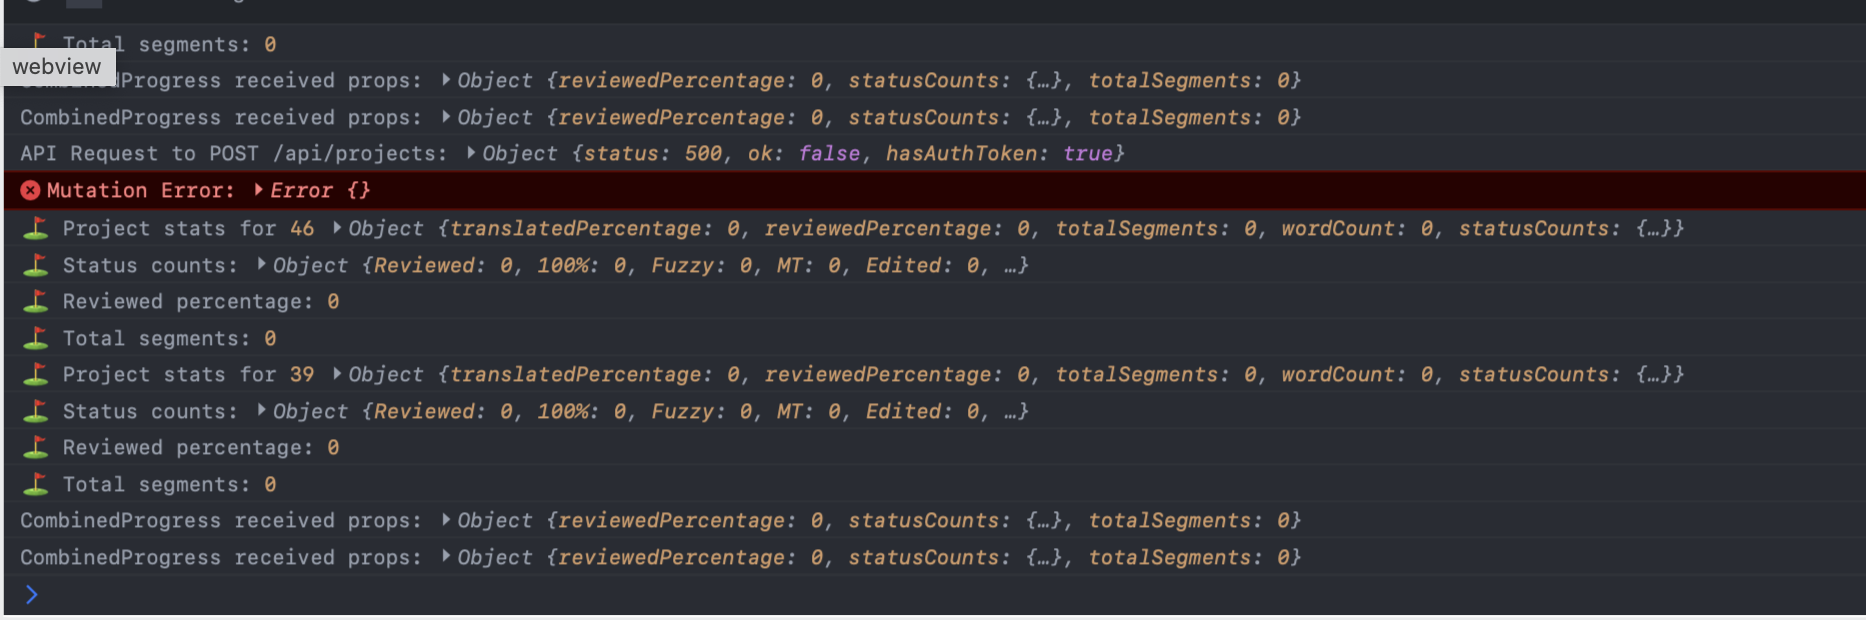 Total segments: 0
webview
Progress received props: Object {reviewedPercentage: 0, statusCounts: {…}, totalSegments: 0}
CombinedProgress received props: Object {reviewedPercentage: 0, statusCounts: {…}, totalSegments: 0}
API Request to POST /api/projects: Object {status: 500, ok: false, hasAuthToken: true}
Mutation Error: Error {}
Project stats for 46 Object {translatedPercentage: 0, reviewedPercentage: 0, totalSegments: 0, wordCount: 0, statusCounts: {…}}
Status counts: Object {Reviewed: 0, 100%: 0, Fuzzy: 0, MT: 0, Edited: 0, …}
Reviewed percentage: 0
Total segments: 0
Project stats for 39 Object {translatedPercentage: 0, reviewedPercentage: 0, totalSegments: 0, wordCount: 0, statusCounts: {…}}
Status counts: Object {Reviewed: 0, 100%: 0, Fuzzy: 0, MT: 0, Edited: 0, …}
Reviewed percentage: 0
Total segments: 0
CombinedProgress received props: Object {reviewedPercentage: 0, statusCounts: {…}, totalSegments: 0}
CombinedProgress received props: Object {reviewedPercentage: 0, statusCounts: {…}, totalSegments: 0}